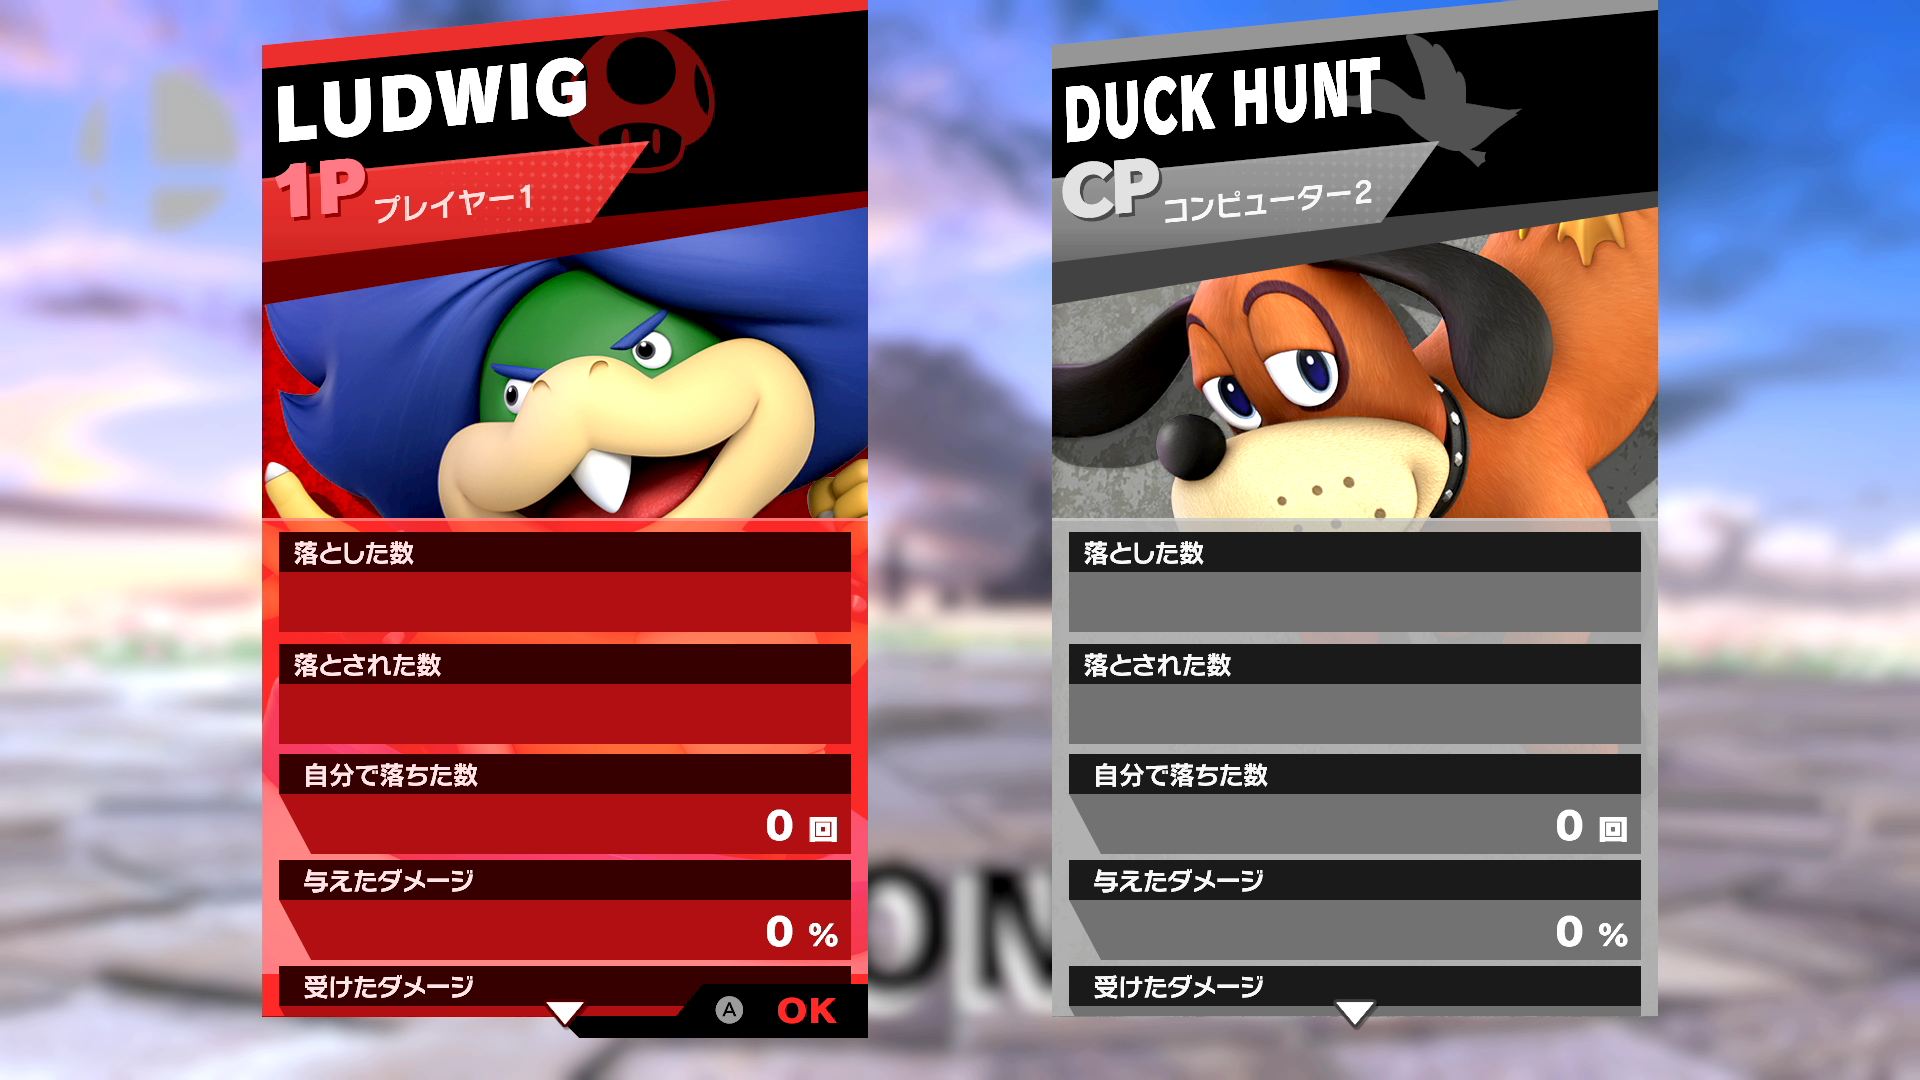 LUDWIG
1P プレイヤー1
落とした数
落とされた数
自分で落ちた数
0 回
与えたダメージ
0 %
受けたダメージ
A OK
DUCK HUNT
CP コンピューター2
落とした数
落とされた数
自分で落ちた数
0 回
与えたダメージ
0 %
受けたダメージ
ON